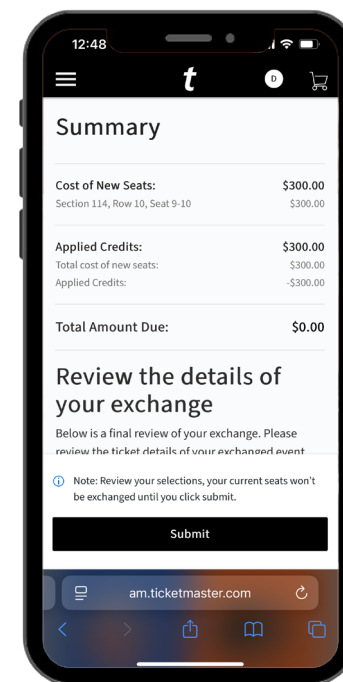 12:48
t
D
Summary
Cost of New Seats: $300.00
Section 114, Row 10, Seat 9-10 $300.00
Applied Credits: $300.00
Total cost of new seats: $300.00
Applied Credits: -$300.00
Total Amount Due: $0.00
Review the details of
your exchange
Below is a final review of your exchange. Please
review the ticket details of your exchanged event
Note: Review your selections, your current seats won't
be exchanged until you click submit.
Submit
am.ticketmaster.com